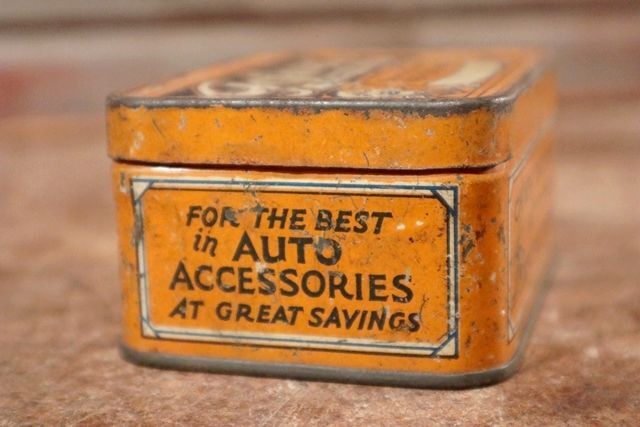 FOR THE BEST
in AUTO
ACCESSORIES
AT GREAT SAVINGS